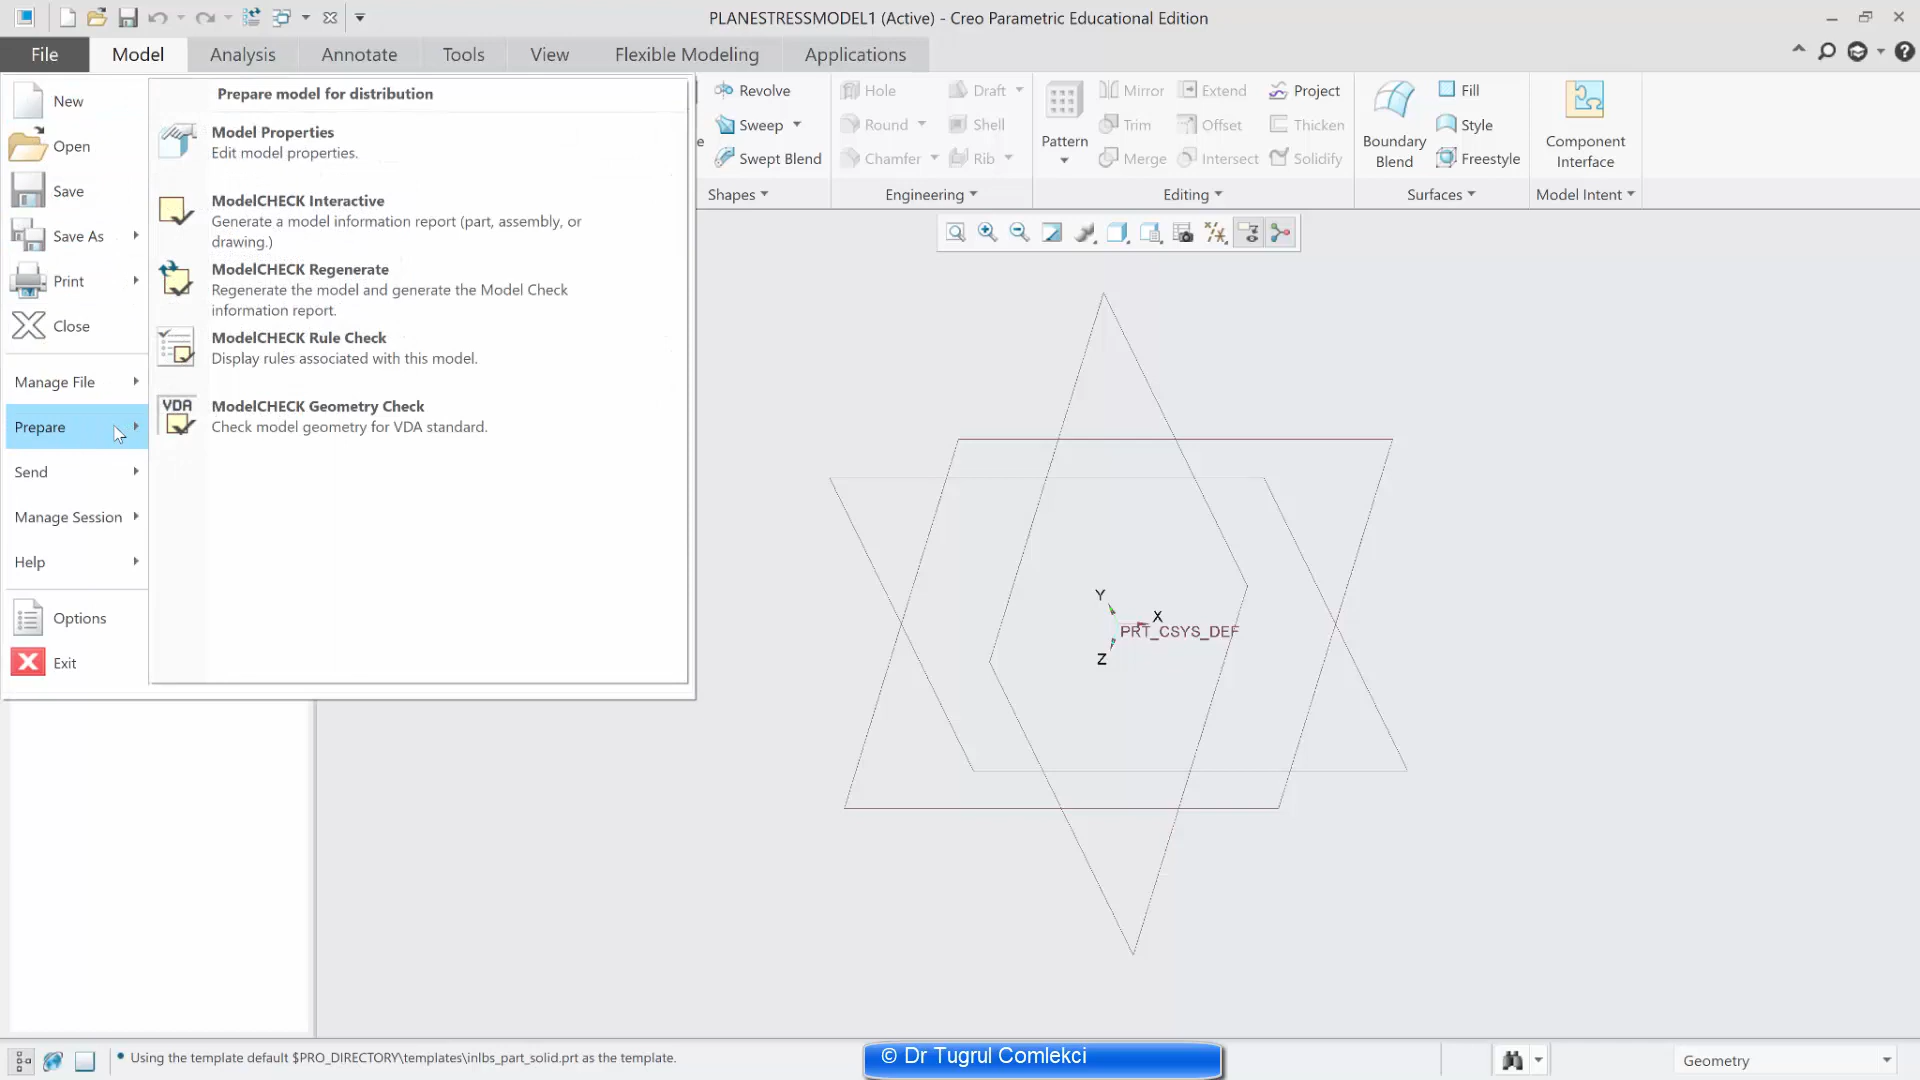 PLANESTRESSMODEL1 (Active) - Creo Parametric Educational Edition
File
Model
Analysis
Annotate
Tools
View
Flexible Modeling
Applications
New
Open
Save
Save As
Print
Close
Manage File
Prepare
Send
Manage Session
Help
Options
Exit
Prepare model for distribution
Model Properties
Edit model properties.
ModelCHECK Interactive
Generate a model information report (part, assembly, or
drawing.)
ModelCHECK Regenerate
Regenerate the model and generate the Model Check
information report.
ModelCHECK Rule Check
Display rules associated with this model.
VDA
ModelCHECK Geometry Check
Check model geometry for VDA standard.
e
Revolve
Sweep
Swept Blend
Shapes
Hole
Round
Chamfer
Draft
Shell
Rib
Engineering
Pattern
Mirror
Trim
Merge
Extend
Offset
Intersect
Project
Thicken
Solidify
Editing
Boundary
Blend
Fill
Style
Freestyle
Surfaces
Component
Interface
Model Intent
Y
X
PRT_CSYS_DEF
Z
Using the template default $PRO_DIRECTORY\templates\inlbs_part_solid.prt as the template.
© Dr Tugrul Comlekci
Geometry